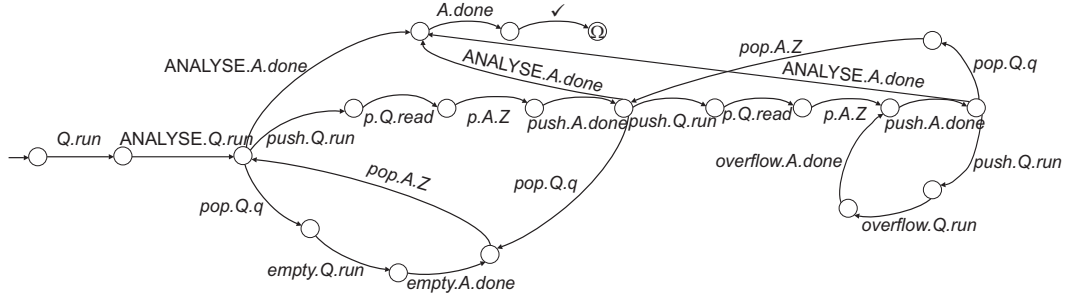 A.done
✓
Ω
ANALYSE.A.done
ANALYSE.A.done
pop.A.Z
ANALYSE.A.done
pop.Q.q
Q.run
ANALYSE.Q.run
push.Q.run
p.Q.read
p.A.Z
push.A.done
push.Q.run
p.Q.read
p.A.Z
push.A.done
pop.A.Z
pop.Q.q
overflow.A.done
push.Q.run
pop.Q.q
overflow.Q.run
empty.Q.run
empty.A.done